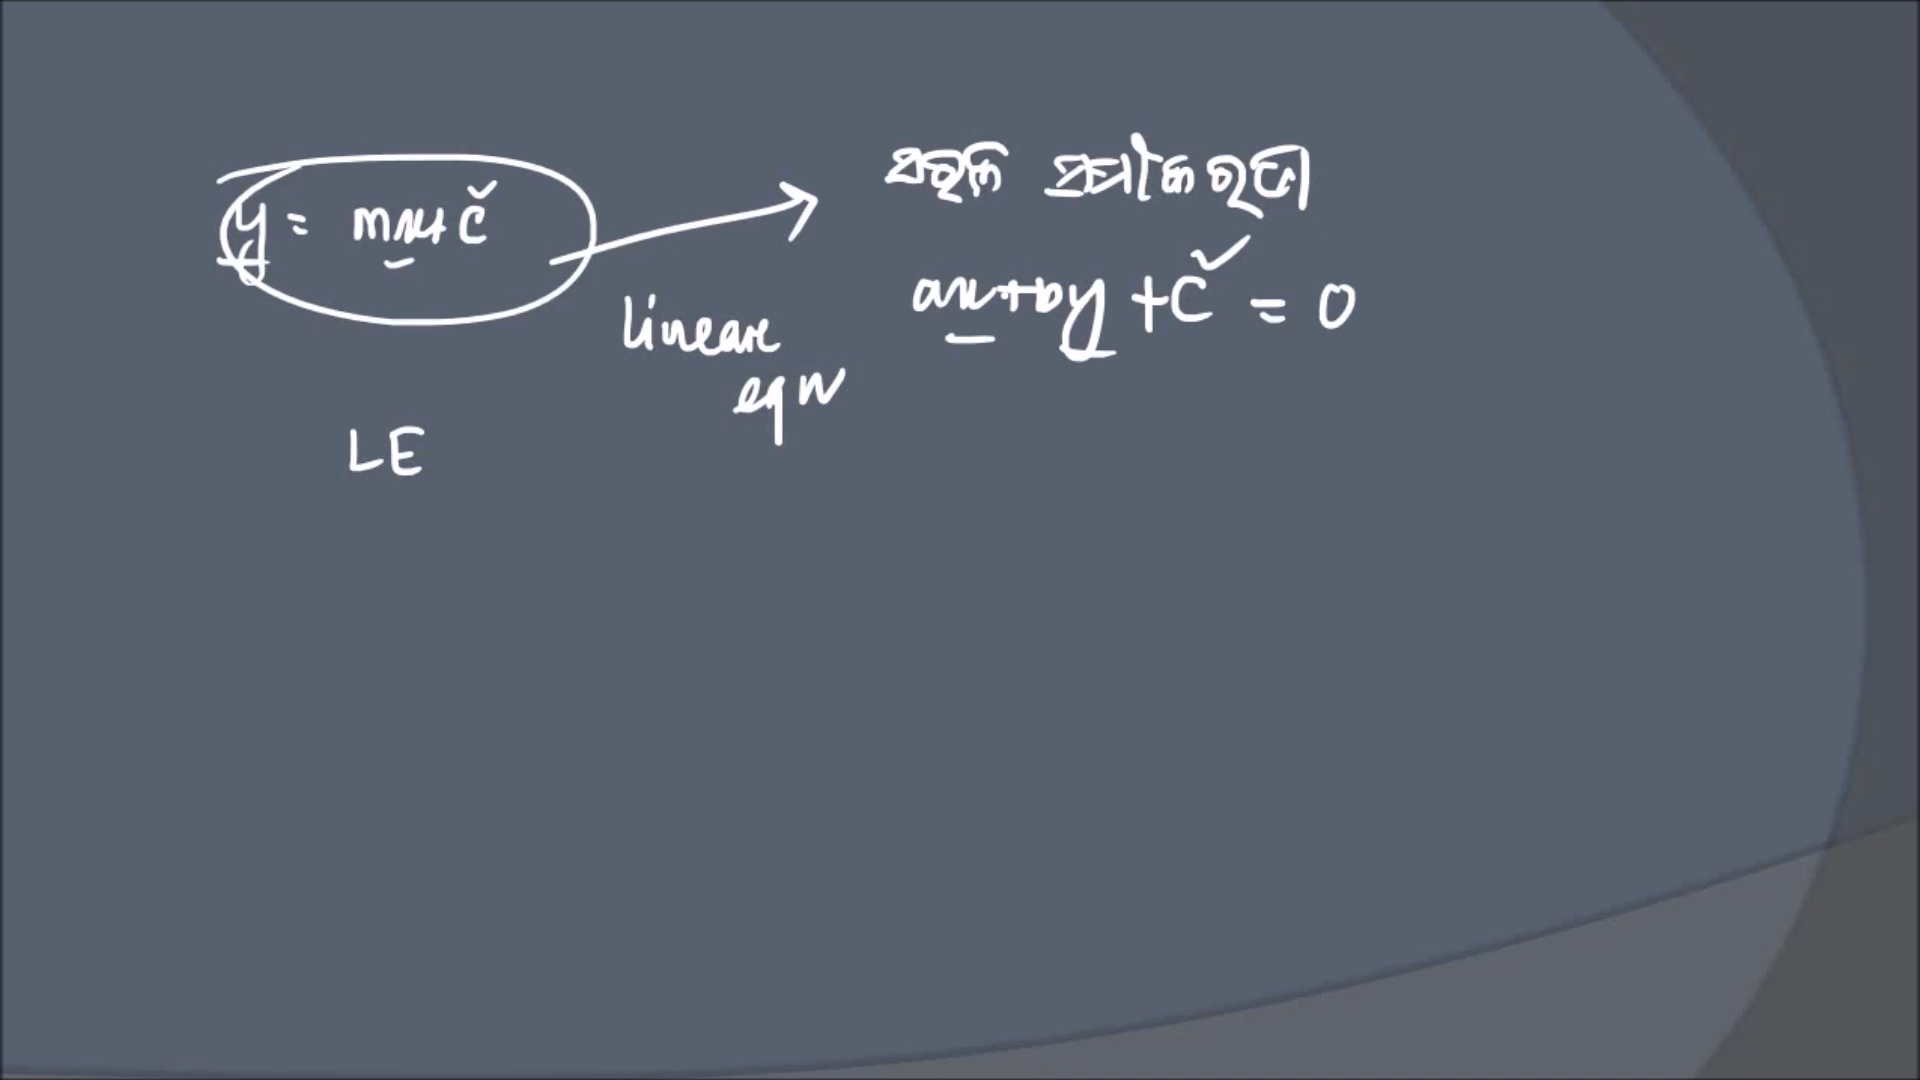 y = mx + c
ସରଳ ସମୀକରଣ
ax + by + c = 0
linear
eqn
LE